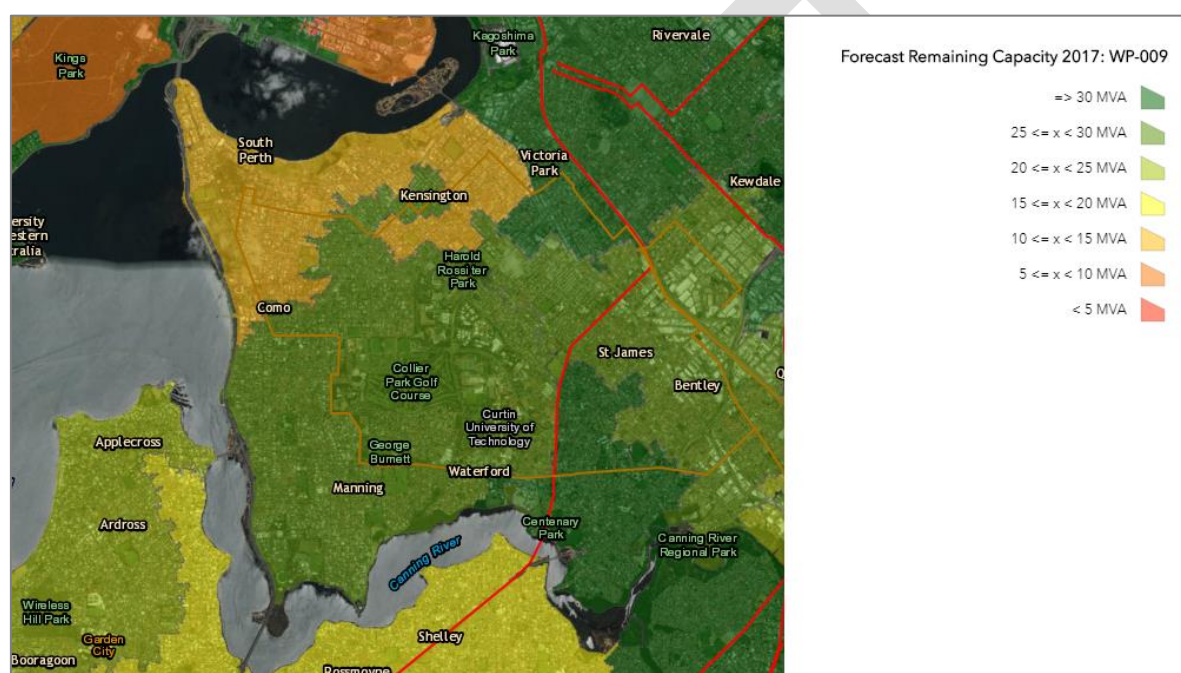 Kings
Park
Kagoshima
Park
Rivervale
South
Perth
Victoria
Park
Kensington
Kewdale
ersity
estern
tralia
Harold
Rossiter
Park
Como
St James
Collier
Park Golf
Course
Bentley
Q
Curtin
University of
Technology
Applecross
George
Burnett
Waterford
Manning
Ardross
Centenary
Park
Canning River
Regional Park
Canning River
Wireless
Hill Park
Garden
City
Shelley
Booragoon
Rossmoyne
Forecast Remaining Capacity 2017: WP-009
=> 30 MVA
25 <= x < 30 MVA
20 <= x < 25 MVA
15 <= x < 20 MVA
10 <= x < 15 MVA
5 <= x < 10 MVA
< 5 MVA